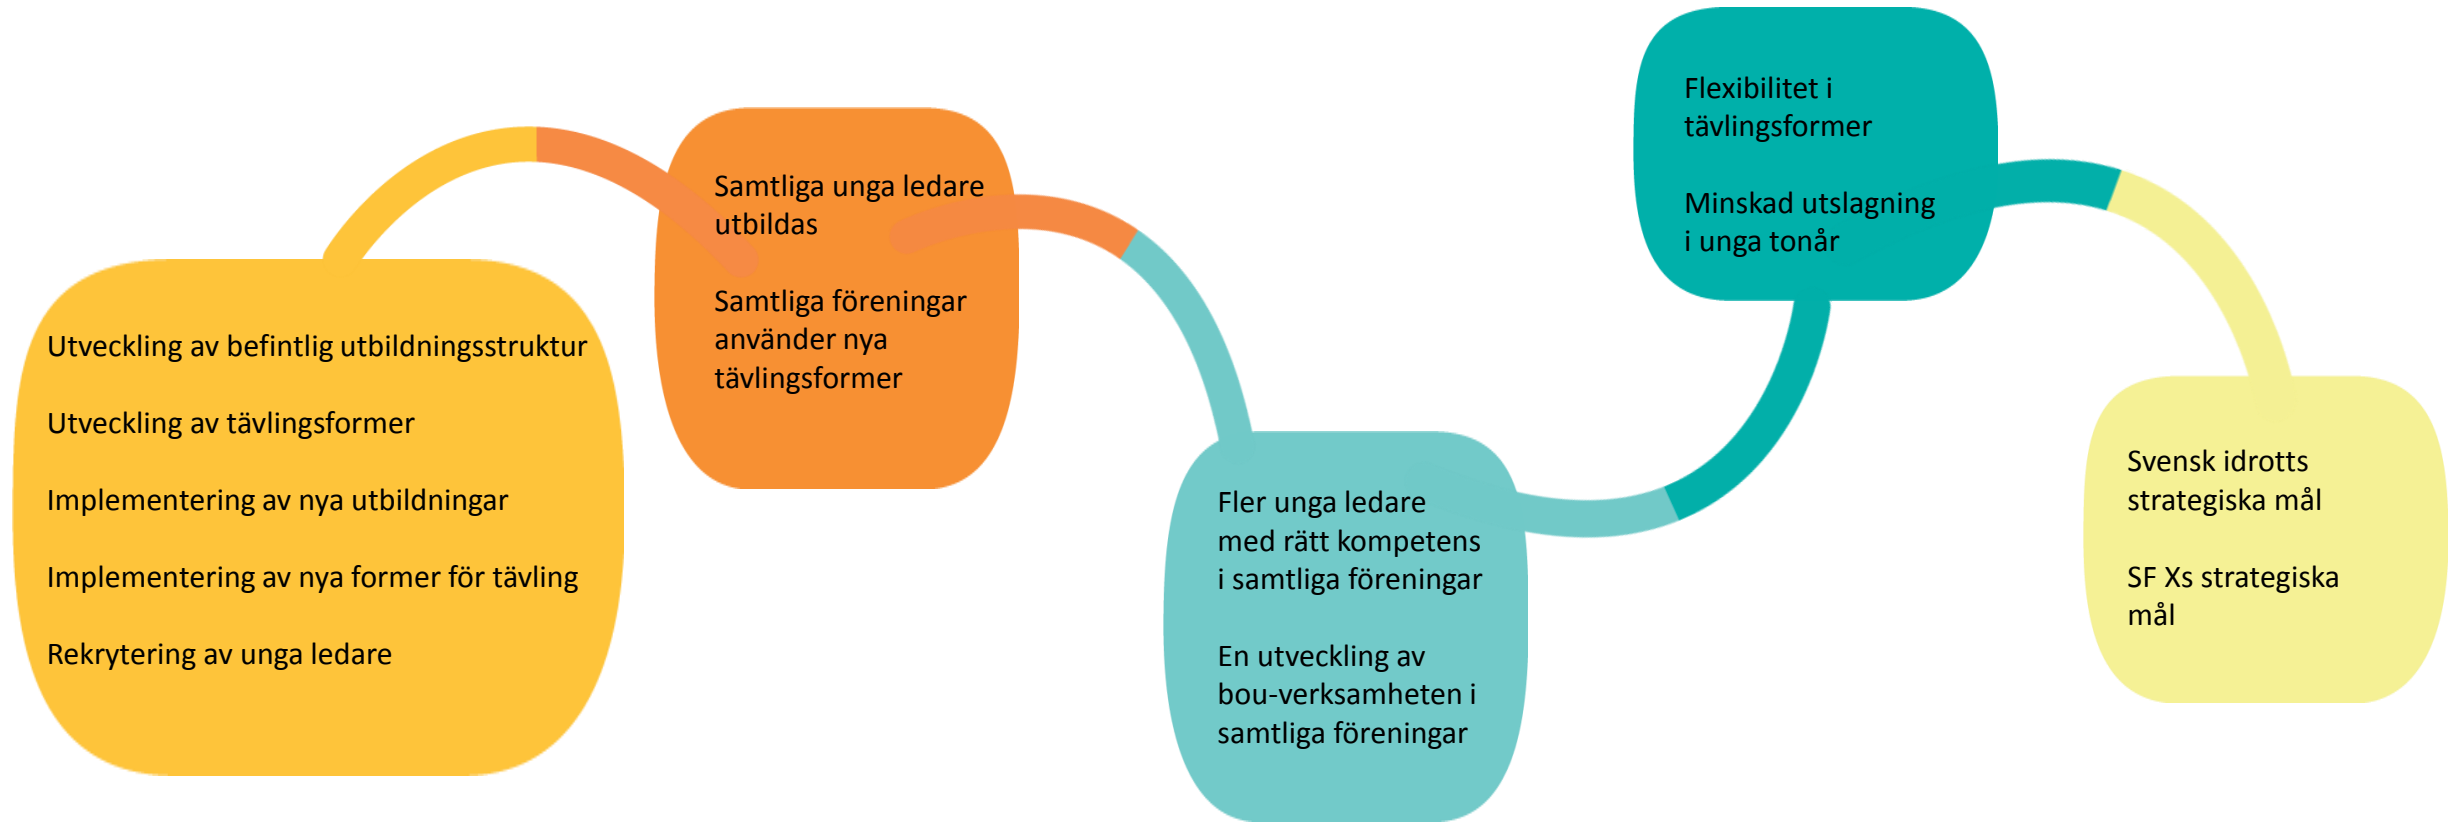 Utveckling av befintlig utbildningsstruktur
Utveckling av tävlingsformer
Implementering av nya utbildningar
Implementering av nya former för tävling
Rekrytering av unga ledare
Samtliga unga ledare
utbildas
Samtliga föreningar
använder nya
tävlingsformer
Fler unga ledare
med rätt kompetens
i samtliga föreningar
En utveckling av
bou-verksamheten i
samtliga föreningar
Flexibilitet i
tävlingsformer
Minskad utslagning
i unga tonår
Svensk idrotts
strategiska mål
SF Xs strategiska
mål